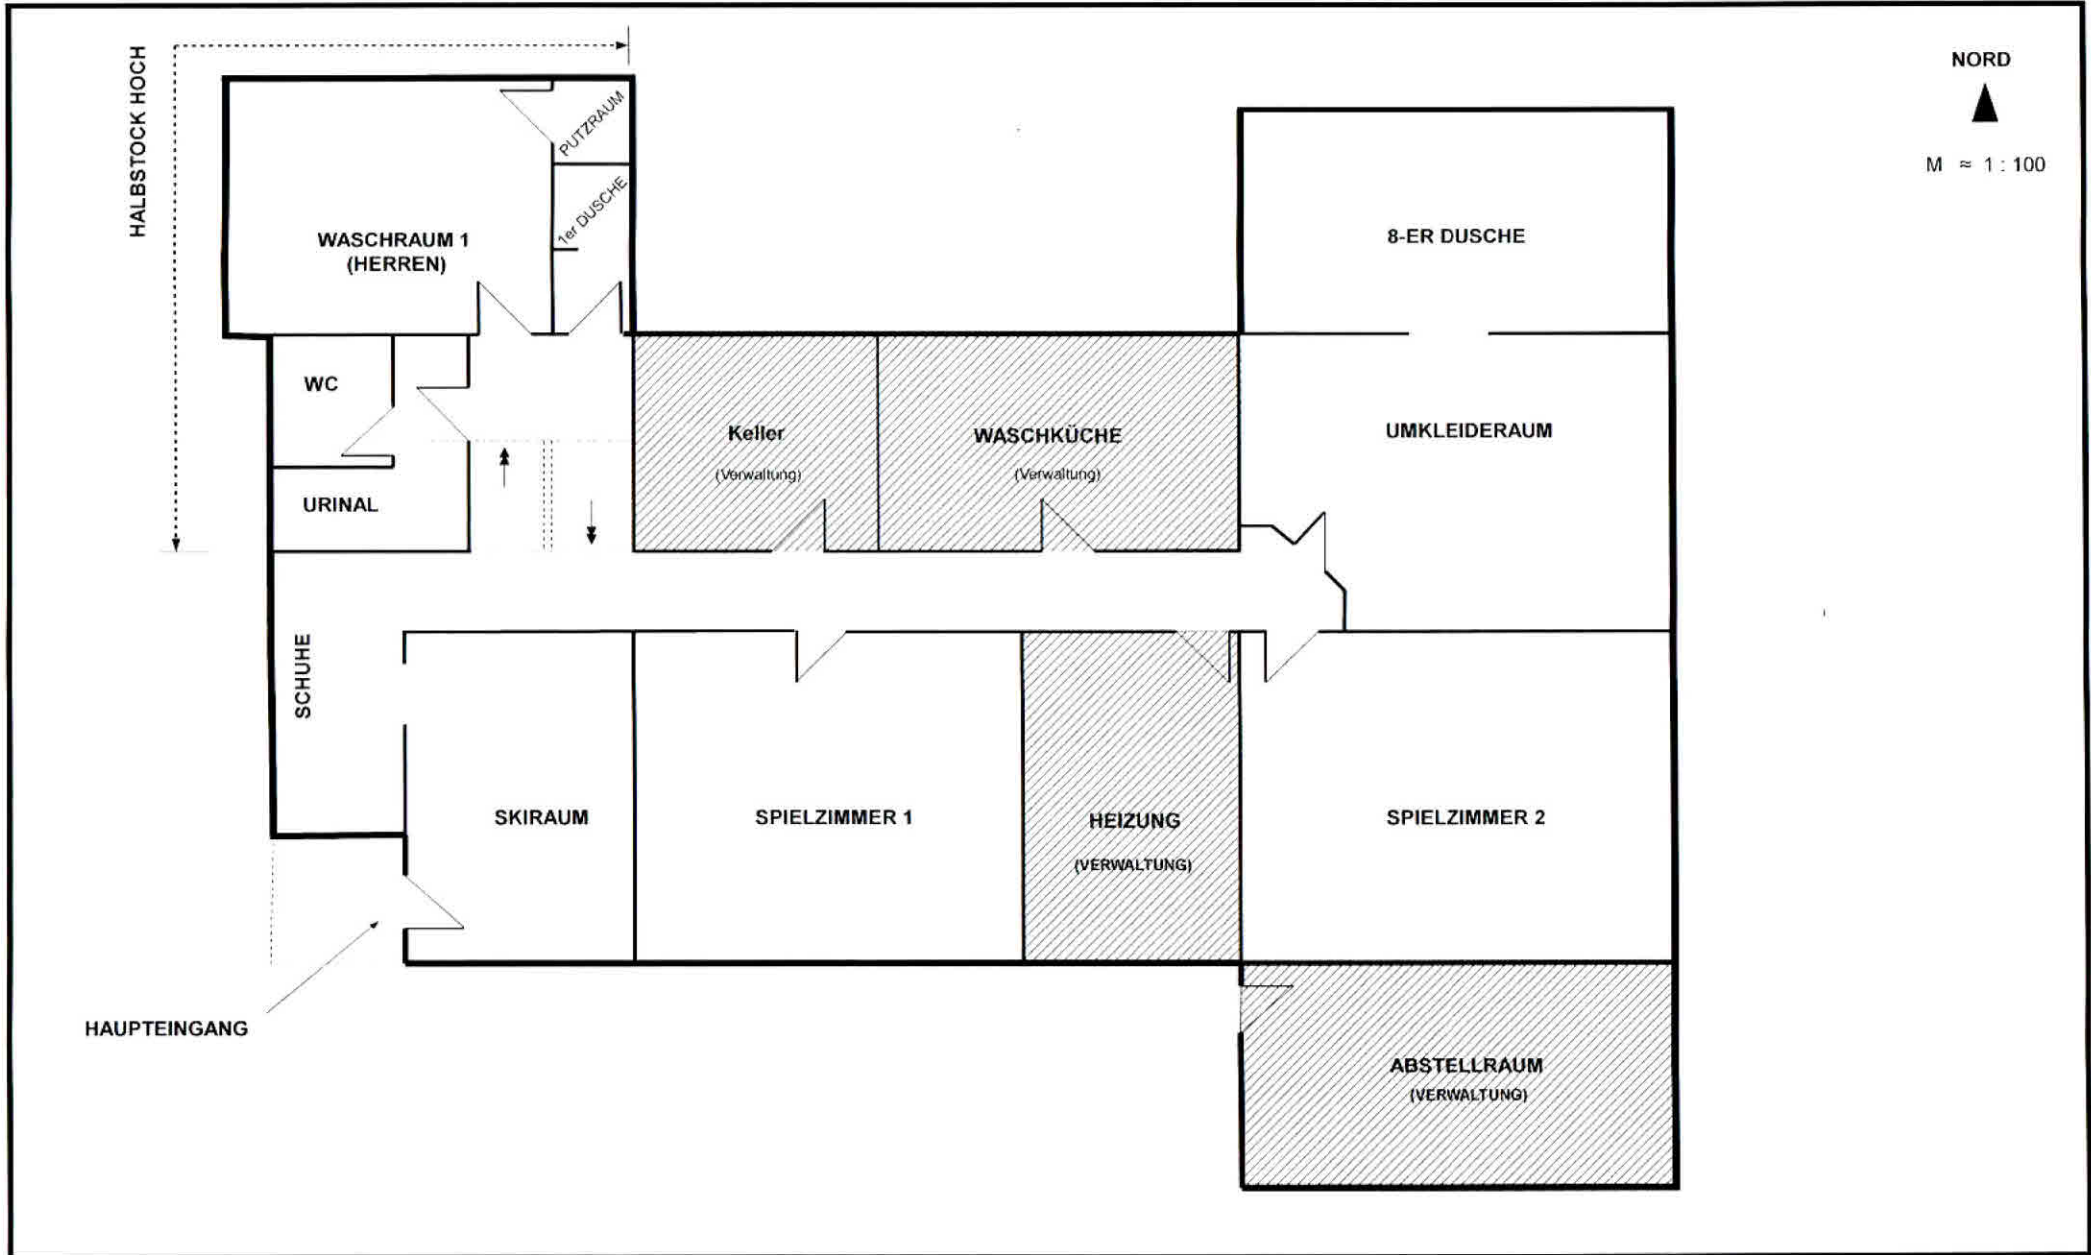 NORD
M ≈ 1 : 100
HALBSTOCK HOCH
PUTZRAUM
1er DUSCHE
WASCHRAUM 1
(HERREN)
8-ER DUSCHE
WC
URINAL
Keller
(Verwaltung)
WASCHKÜCHE
(Verwaltung)
UMKLEIDERAUM
SCHUHE
SKIRAUM
SPIELZIMMER 1
HEIZUNG
(VERWALTUNG)
SPIELZIMMER 2
HAUPTEINGANG
ABSTELLRAUM
(VERWALTUNG)